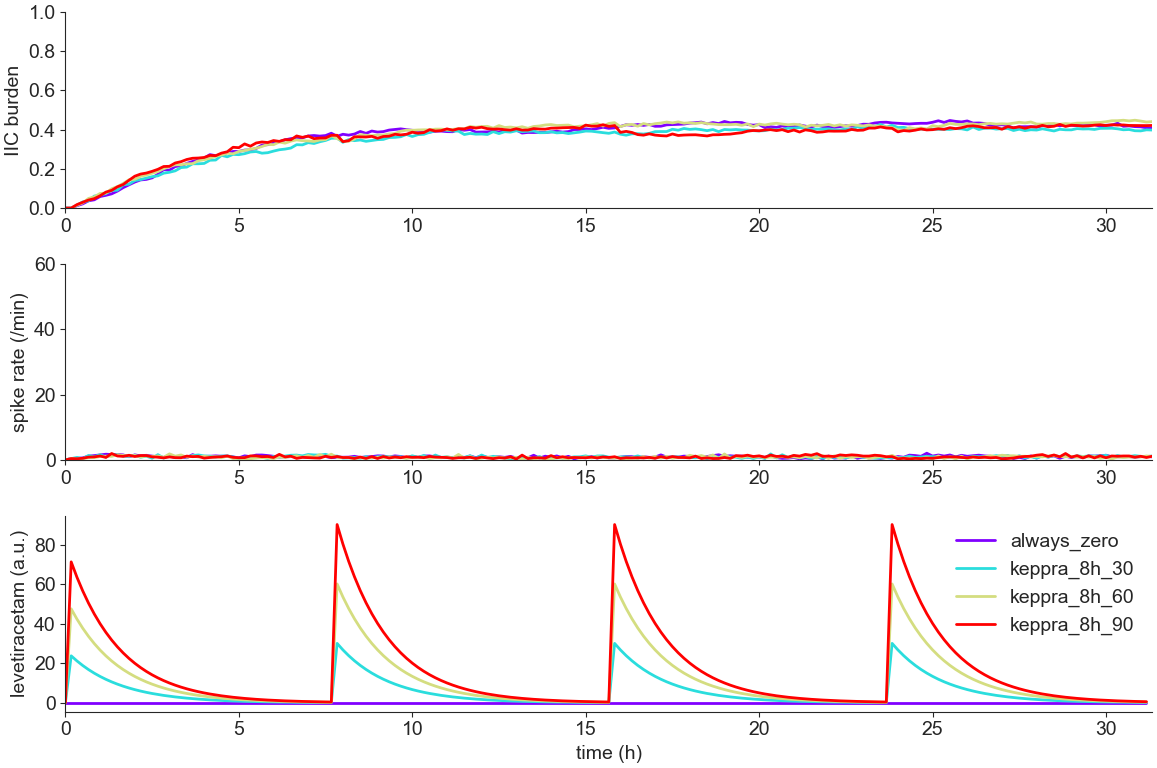 IIC burden
1.0
0.8
0.6
0.4
0.2
0.0
0 5 10 15 20 25 30
spike rate (/min)
60
40
20
0
0 5 10 15 20 25 30
levetiracetam (a.u.)
80
60
40
20
0
always_zero
keppra_8h_30
keppra_8h_60
keppra_8h_90
0 5 10 15 20 25 30
time (h)